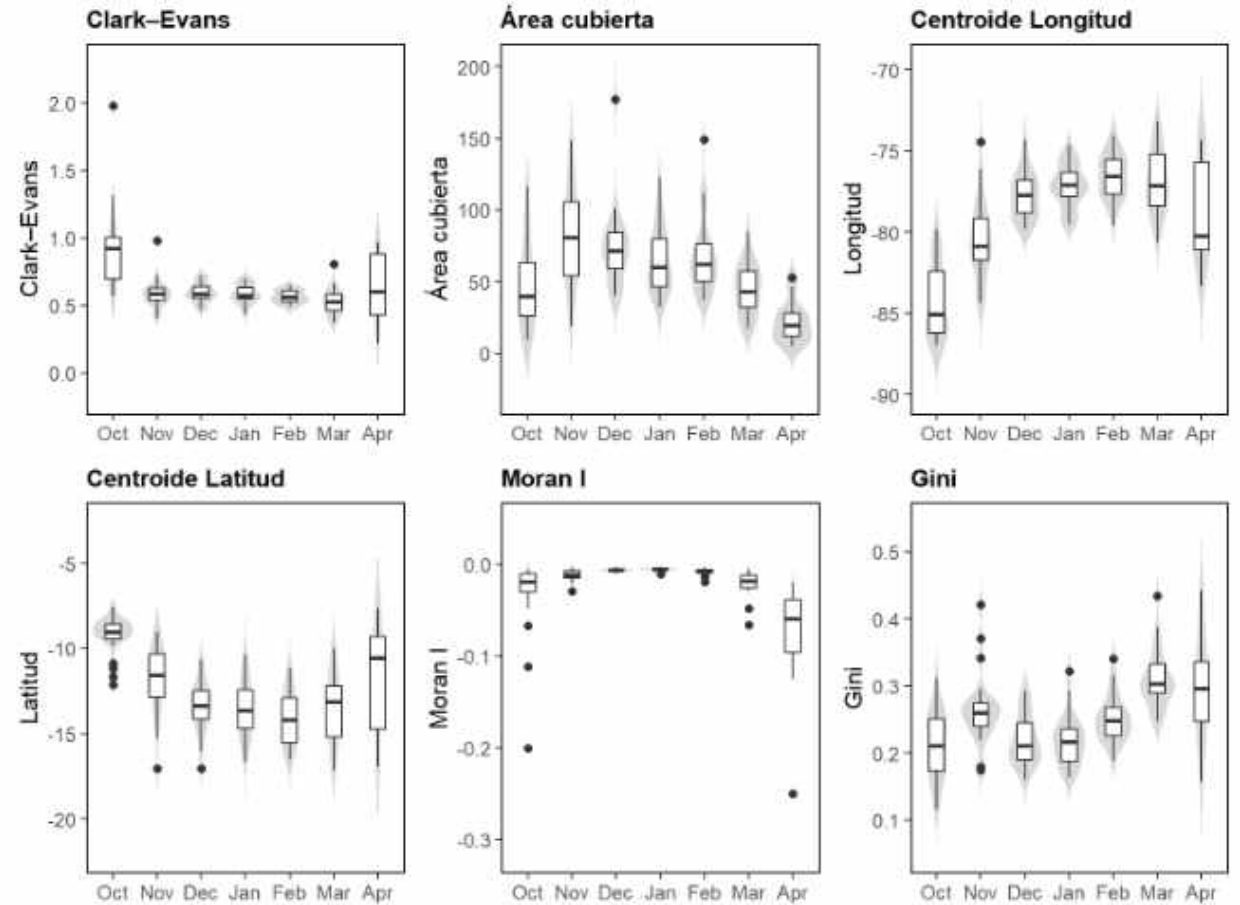 Clark–Evans
Clark–Evans
2.0
1.5
1.0
0.5
0.0
Oct Nov Dec Jan Feb Mar Apr
Área cubierta
Área cubierta
200
150
100
50
0
Oct Nov Dec Jan Feb Mar Apr
Centroide Longitud
Longitud
-70
-75
-80
-85
-90
Oct Nov Dec Jan Feb Mar Apr
Centroide Latitud
Latitud
-5
-10
-15
-20
Oct Nov Dec Jan Feb Mar Apr
Moran I
Moran I
0.0
-0.1
-0.2
-0.3
Oct Nov Dec Jan Feb Mar Apr
Gini
Gini
0.5
0.4
0.3
0.2
0.1
Oct Nov Dec Jan Feb Mar Apr